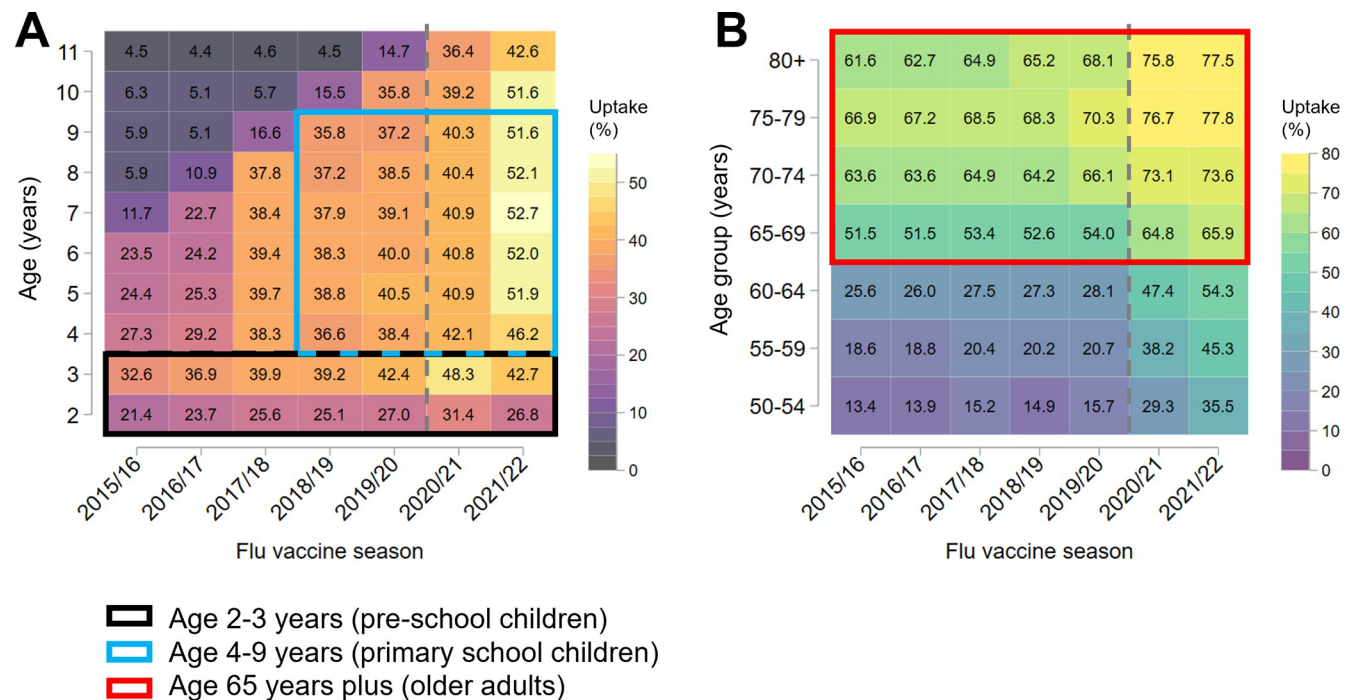 A
11 4.5 4.4 4.6 4.5 14.7 36.4 42.6
10 6.3 5.1 5.7 15.5 35.8 39.2 51.6
9 5.9 5.1 16.6 35.8 37.2 40.3 51.6
8 5.9 10.9 37.8 37.2 38.5 40.4 52.1
7 11.7 22.7 38.4 37.9 39.1 40.9 52.7
6 23.5 24.2 39.4 38.3 40.0 40.8 52.0
5 24.4 25.3 39.7 38.8 40.5 40.9 51.9
4 27.3 29.2 38.3 36.6 38.4 42.1 46.2
3 32.6 36.9 39.9 39.2 42.4 48.3 42.7
2 21.4 23.7 25.6 25.1 27.0 31.4 26.8
Age (years)
2015/16 2016/17 2017/18 2018/19 2019/20 2020/21 2021/22
Flu vaccine season
Uptake
(%)
50
40
30
20
10
0
B
80+ 61.6 62.7 64.9 65.2 68.1 75.8 77.5
75-79 66.9 67.2 68.5 68.3 70.3 76.7 77.8
70-74 63.6 63.6 64.9 64.2 66.1 73.1 73.6
65-69 51.5 51.5 53.4 52.6 54.0 64.8 65.9
60-64 25.6 26.0 27.5 27.3 28.1 47.4 54.3
55-59 18.6 18.8 20.4 20.2 20.7 38.2 45.3
50-54 13.4 13.9 15.2 14.9 15.7 29.3 35.5
Age group (years)
2015/16 2016/17 2017/18 2018/19 2019/20 2020/21 2021/22
Flu vaccine season
Uptake
(%)
80
70
60
50
40
30
20
10
0
Age 2-3 years (pre-school children)
Age 4-9 years (primary school children)
Age 65 years plus (older adults)